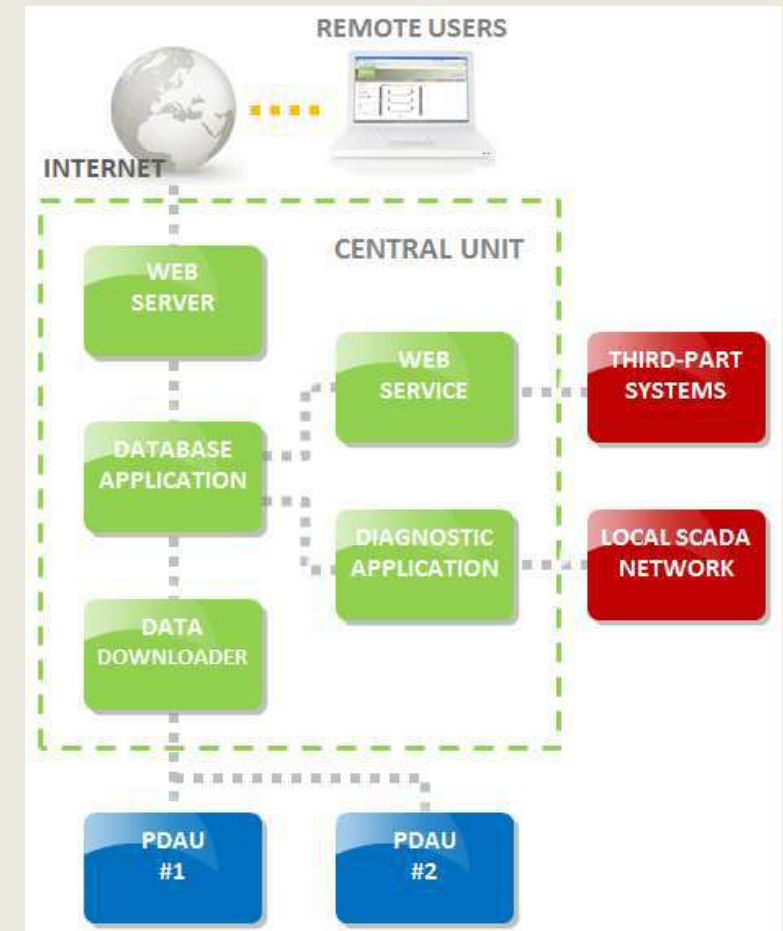 REMOTE USERS
INTERNET
CENTRAL UNIT
WEB
SERVER
WEB
SERVICE
THIRD-PART
SYSTEMS
DATABASE
APPLICATION
DIAGNOSTIC
APPLICATION
LOCAL SCADA
NETWORK
DATA
DOWNLOADER
PDAU
#1
PDAU
#2